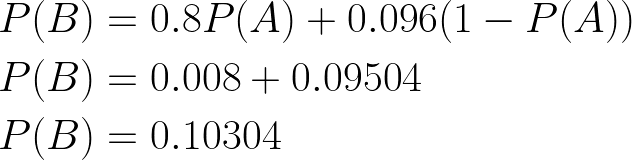 P(B) = 0.8P(A) + 0.096(1 − P(A))
P(B) = 0.008 + 0.09504
P(B) = 0.10304